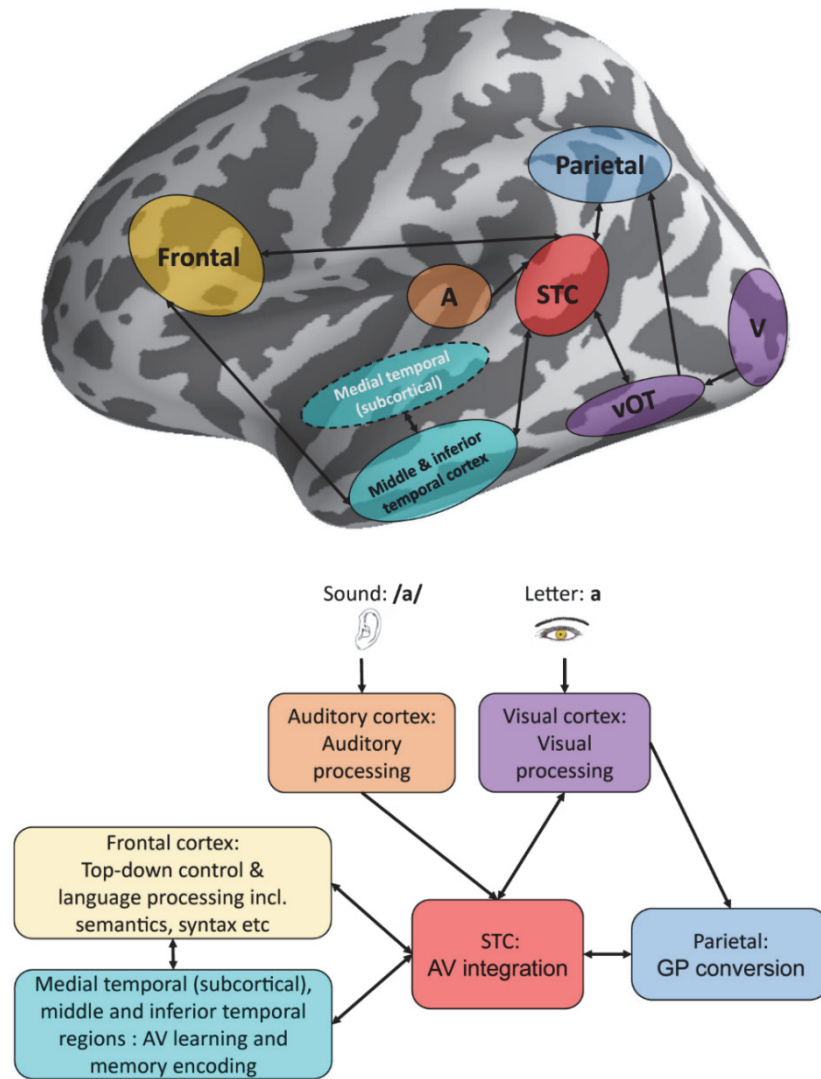 Parietal
Frontal
A
STC
V
Medial temporal
(subcortical)
vOT
Middle & inferior
temporal cortex
Sound: /a/
Letter: a
Auditory cortex:
Auditory
processing
Visual cortex:
Visual
processing
Frontal cortex:
Top-down control &
language processing incl.
semantics, syntax etc
STC:
AV integration
Parietal:
GP conversion
Medial temporal (subcortical),
middle and inferior temporal
regions : AV learning and
memory encoding